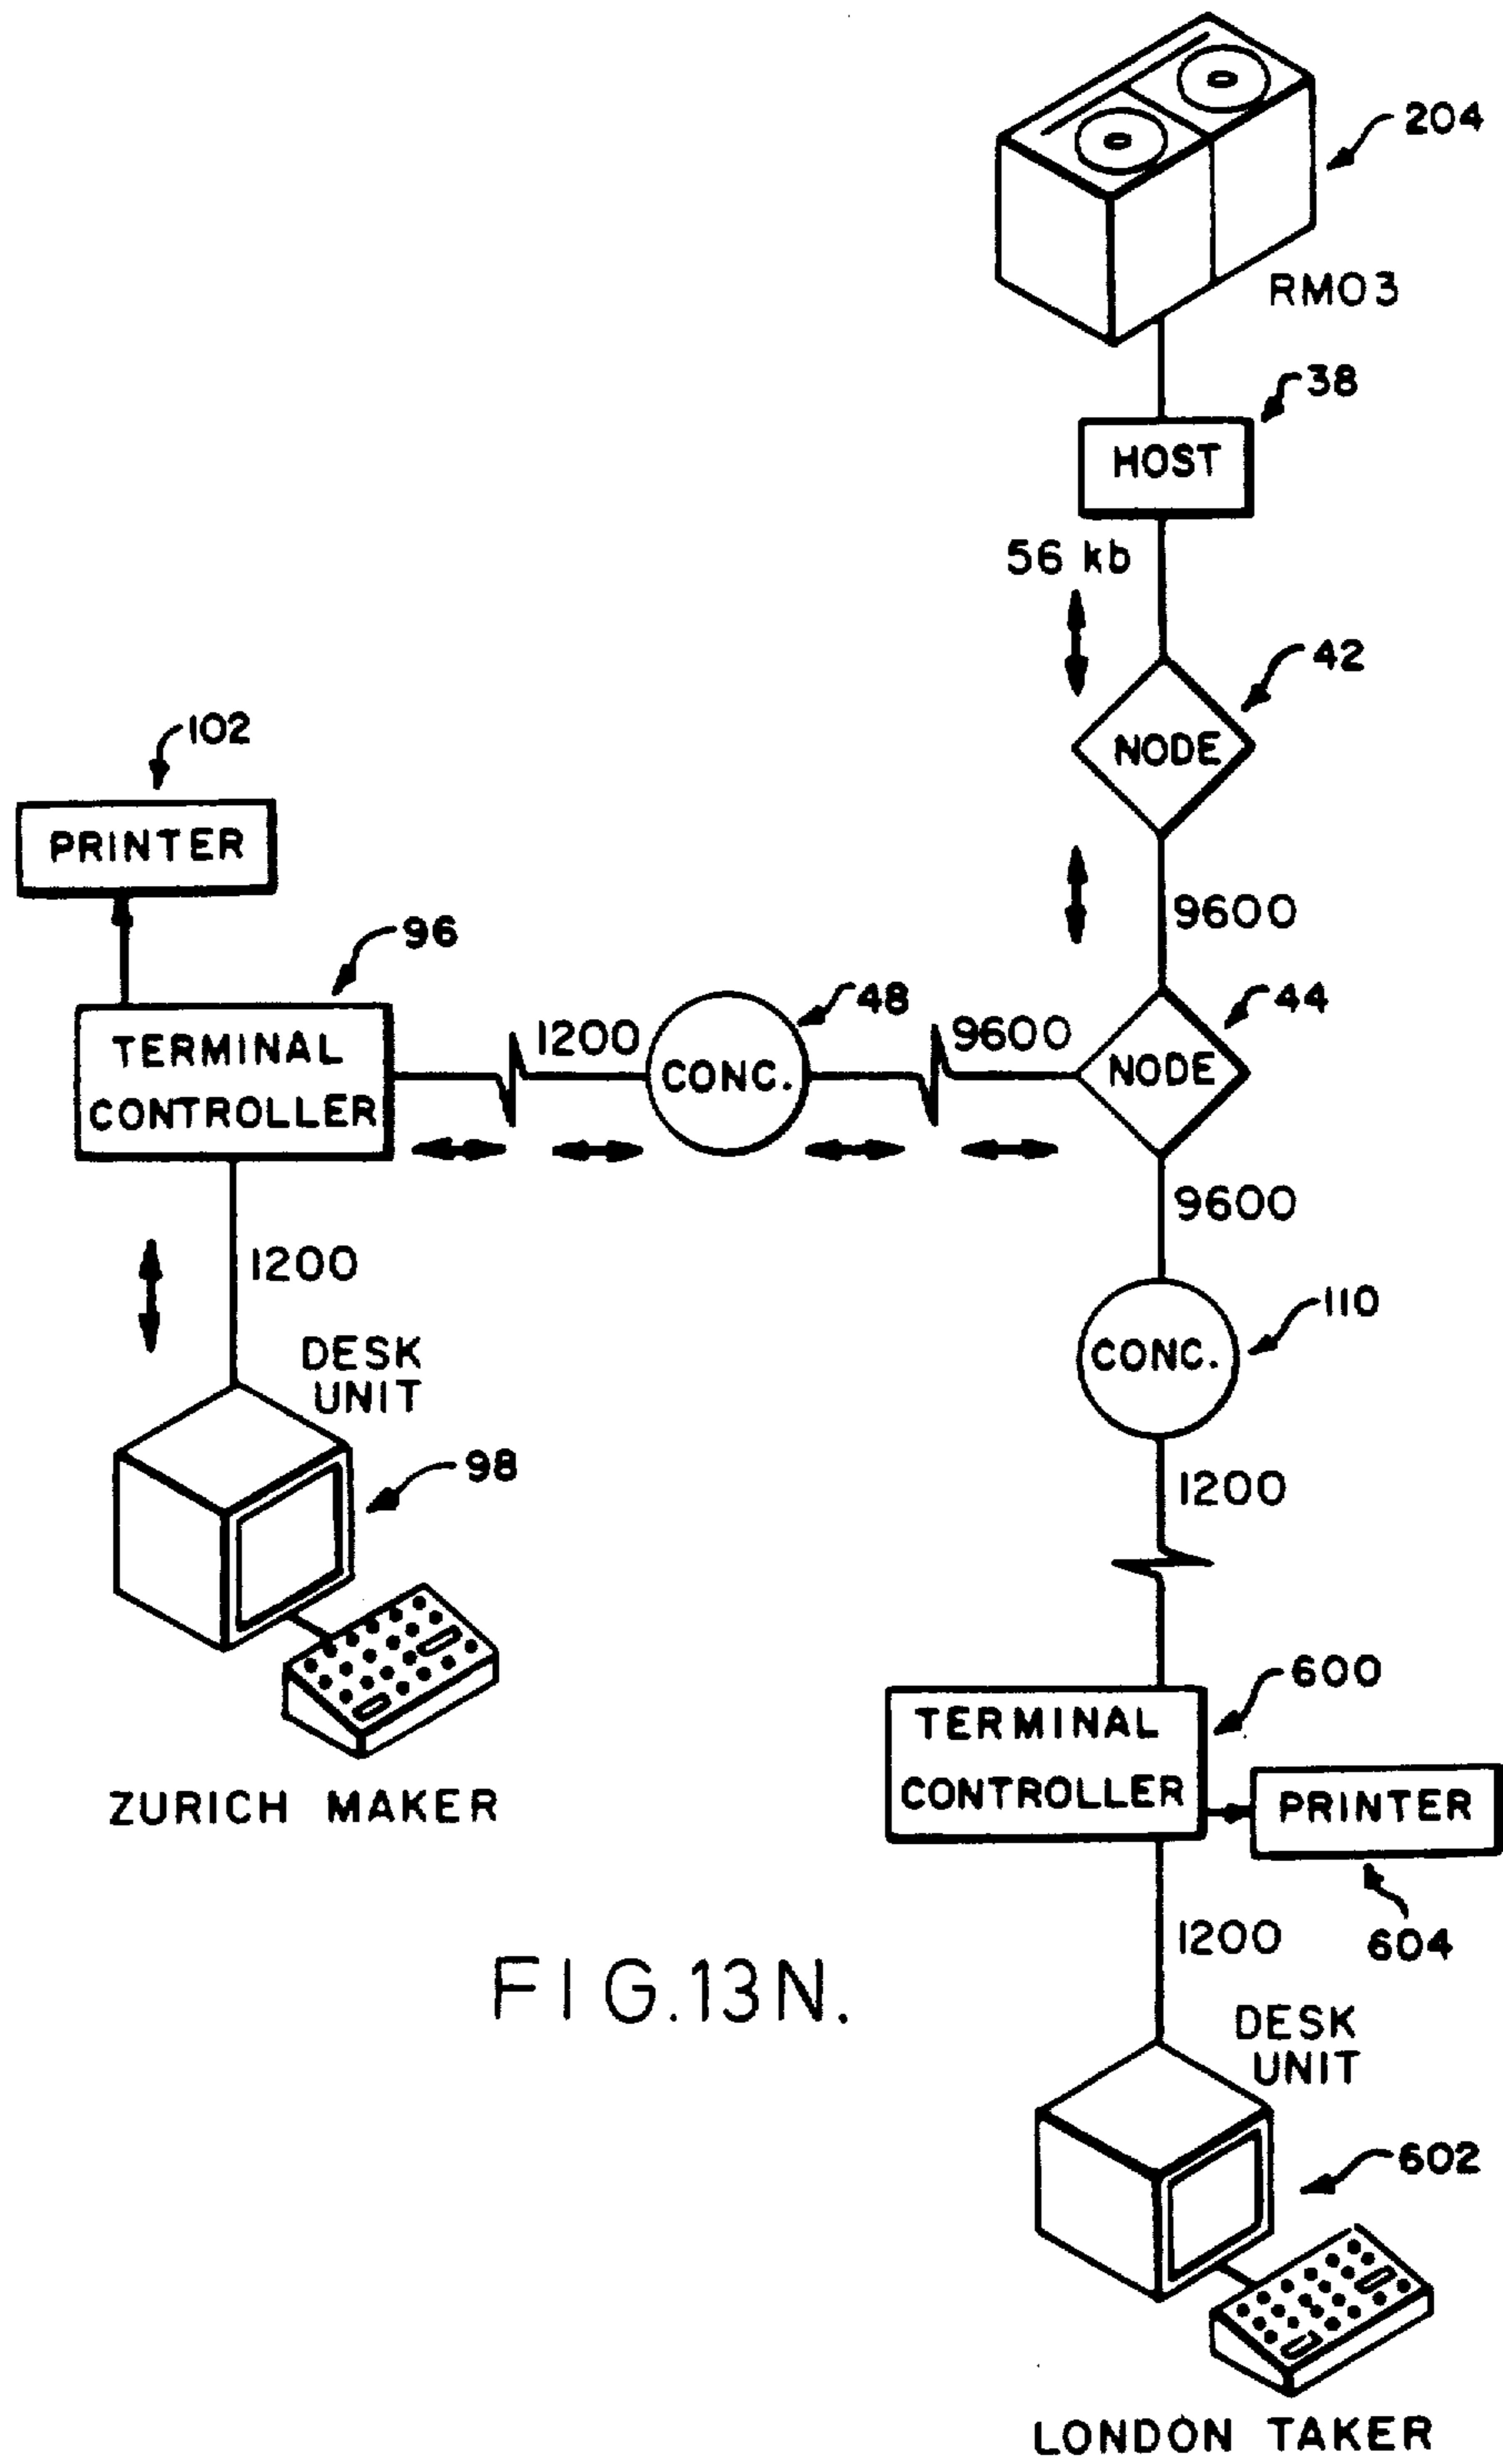 204
RM03
38
HOST
56 kb
42
NODE
102
PRINTER
9600
96
44
48
1200
9600
TERMINAL
CONTROLLER
CONC.
NODE
9600
1200
110
DESK
UNIT
CONC.
98
1200
600
TERMINAL
CONTROLLER
PRINTER
ZURICH MAKER
1200
604
FIG.13N.
DESK
UNIT
602
LONDON TAKER